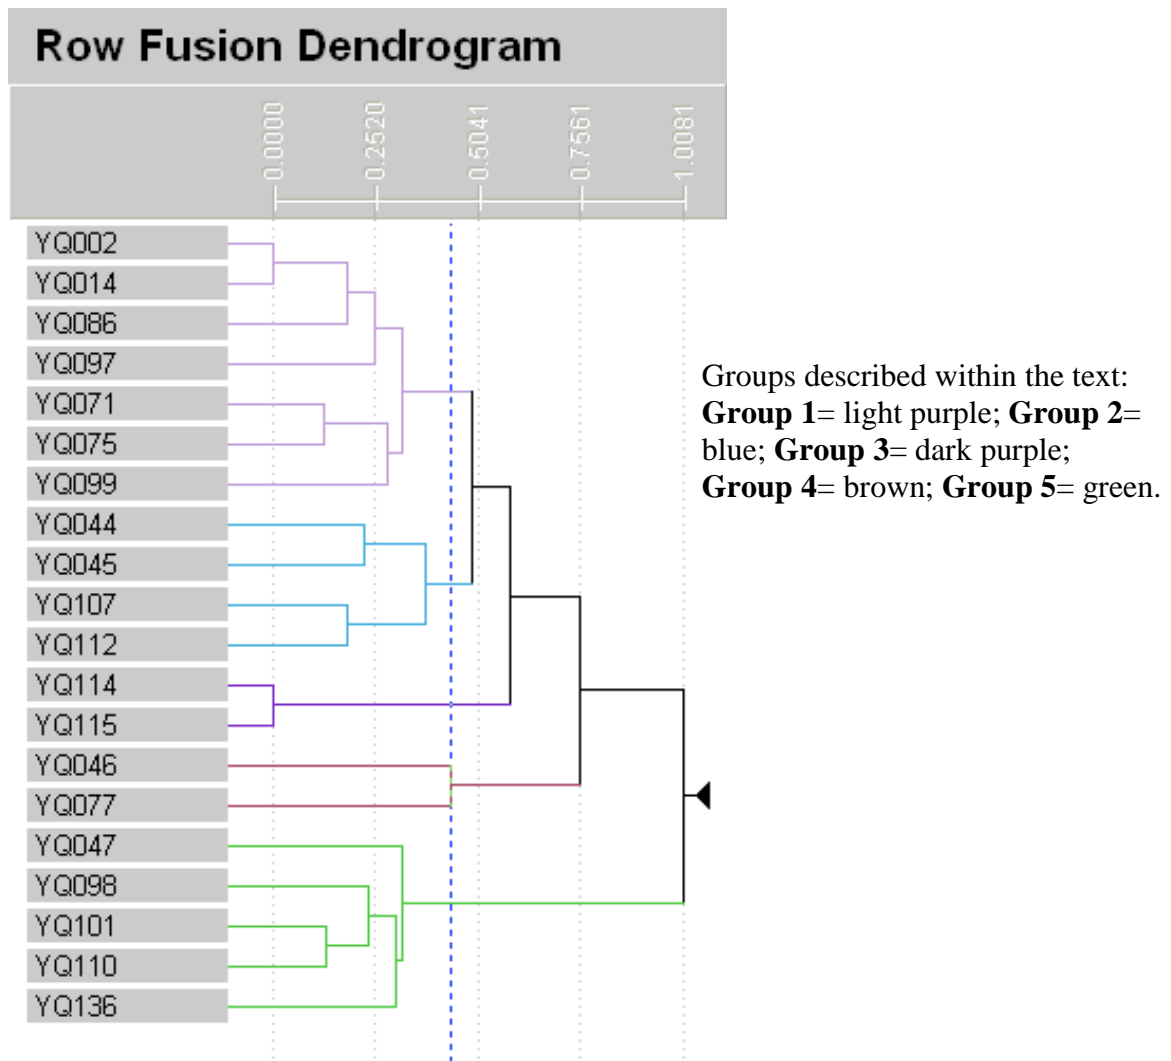 Row Fusion Dendrogram
0.0000
0.2520
0.5041
0.7561
1.0081
YQ002
YQ014
YQ086
YQ097
YQ071
YQ075
YQ099
YQ044
YQ045
YQ107
YQ112
YQ114
YQ115
YQ046
YQ077
YQ047
YQ098
YQ101
YQ110
YQ136
Groups described within the text:
Group 1= light purple; Group 2=
blue; Group 3= dark purple;
Group 4= brown; Group 5= green.